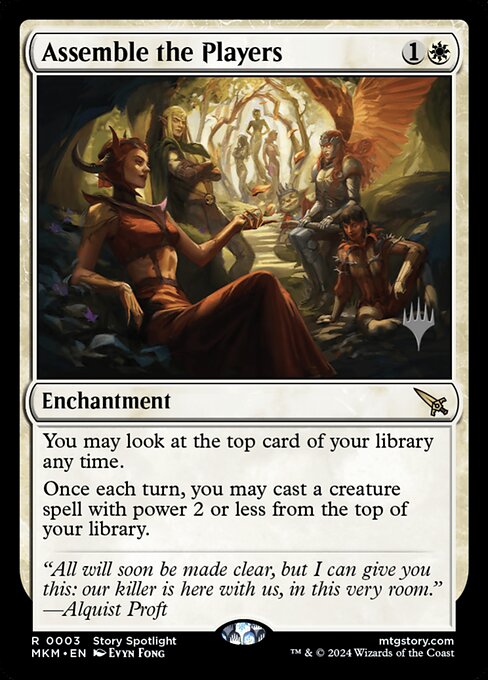 Assemble the Players 1
Enchantment
You may look at the top card of your library
any time.
Once each turn, you may cast a creature
spell with power 2 or less from the top of
your library.
“All will soon be made clear, but I can give you
this: our killer is here with us, in this very room.”
—Alquist Proft
R 0003 Story Spotlight mtgstory.com
MKM • EN Evyn Fong ™ & © 2024 Wizards of the Coast